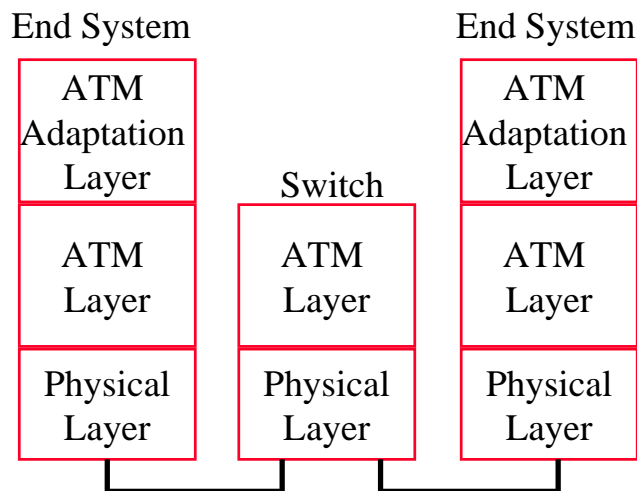 End System
End System
ATM
Adaptation
Layer
ATM
Adaptation
Layer
Switch
ATM
Layer
ATM
Layer
ATM
Layer
Physical
Layer
Physical
Layer
Physical
Layer